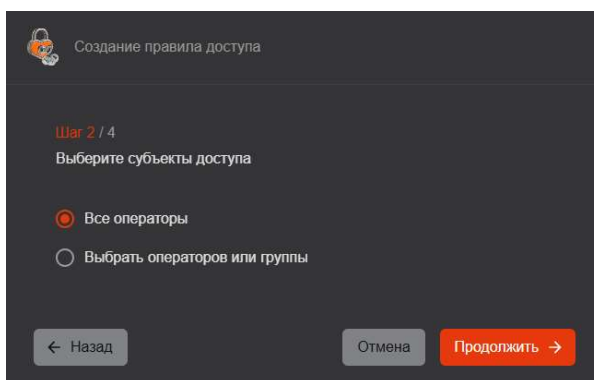 Создание правила доступа
Шаг 2 / 4
Выберите субъекты доступа
Все операторы
Выбрать операторов или группы
← Назад
Отмена
Продолжить →